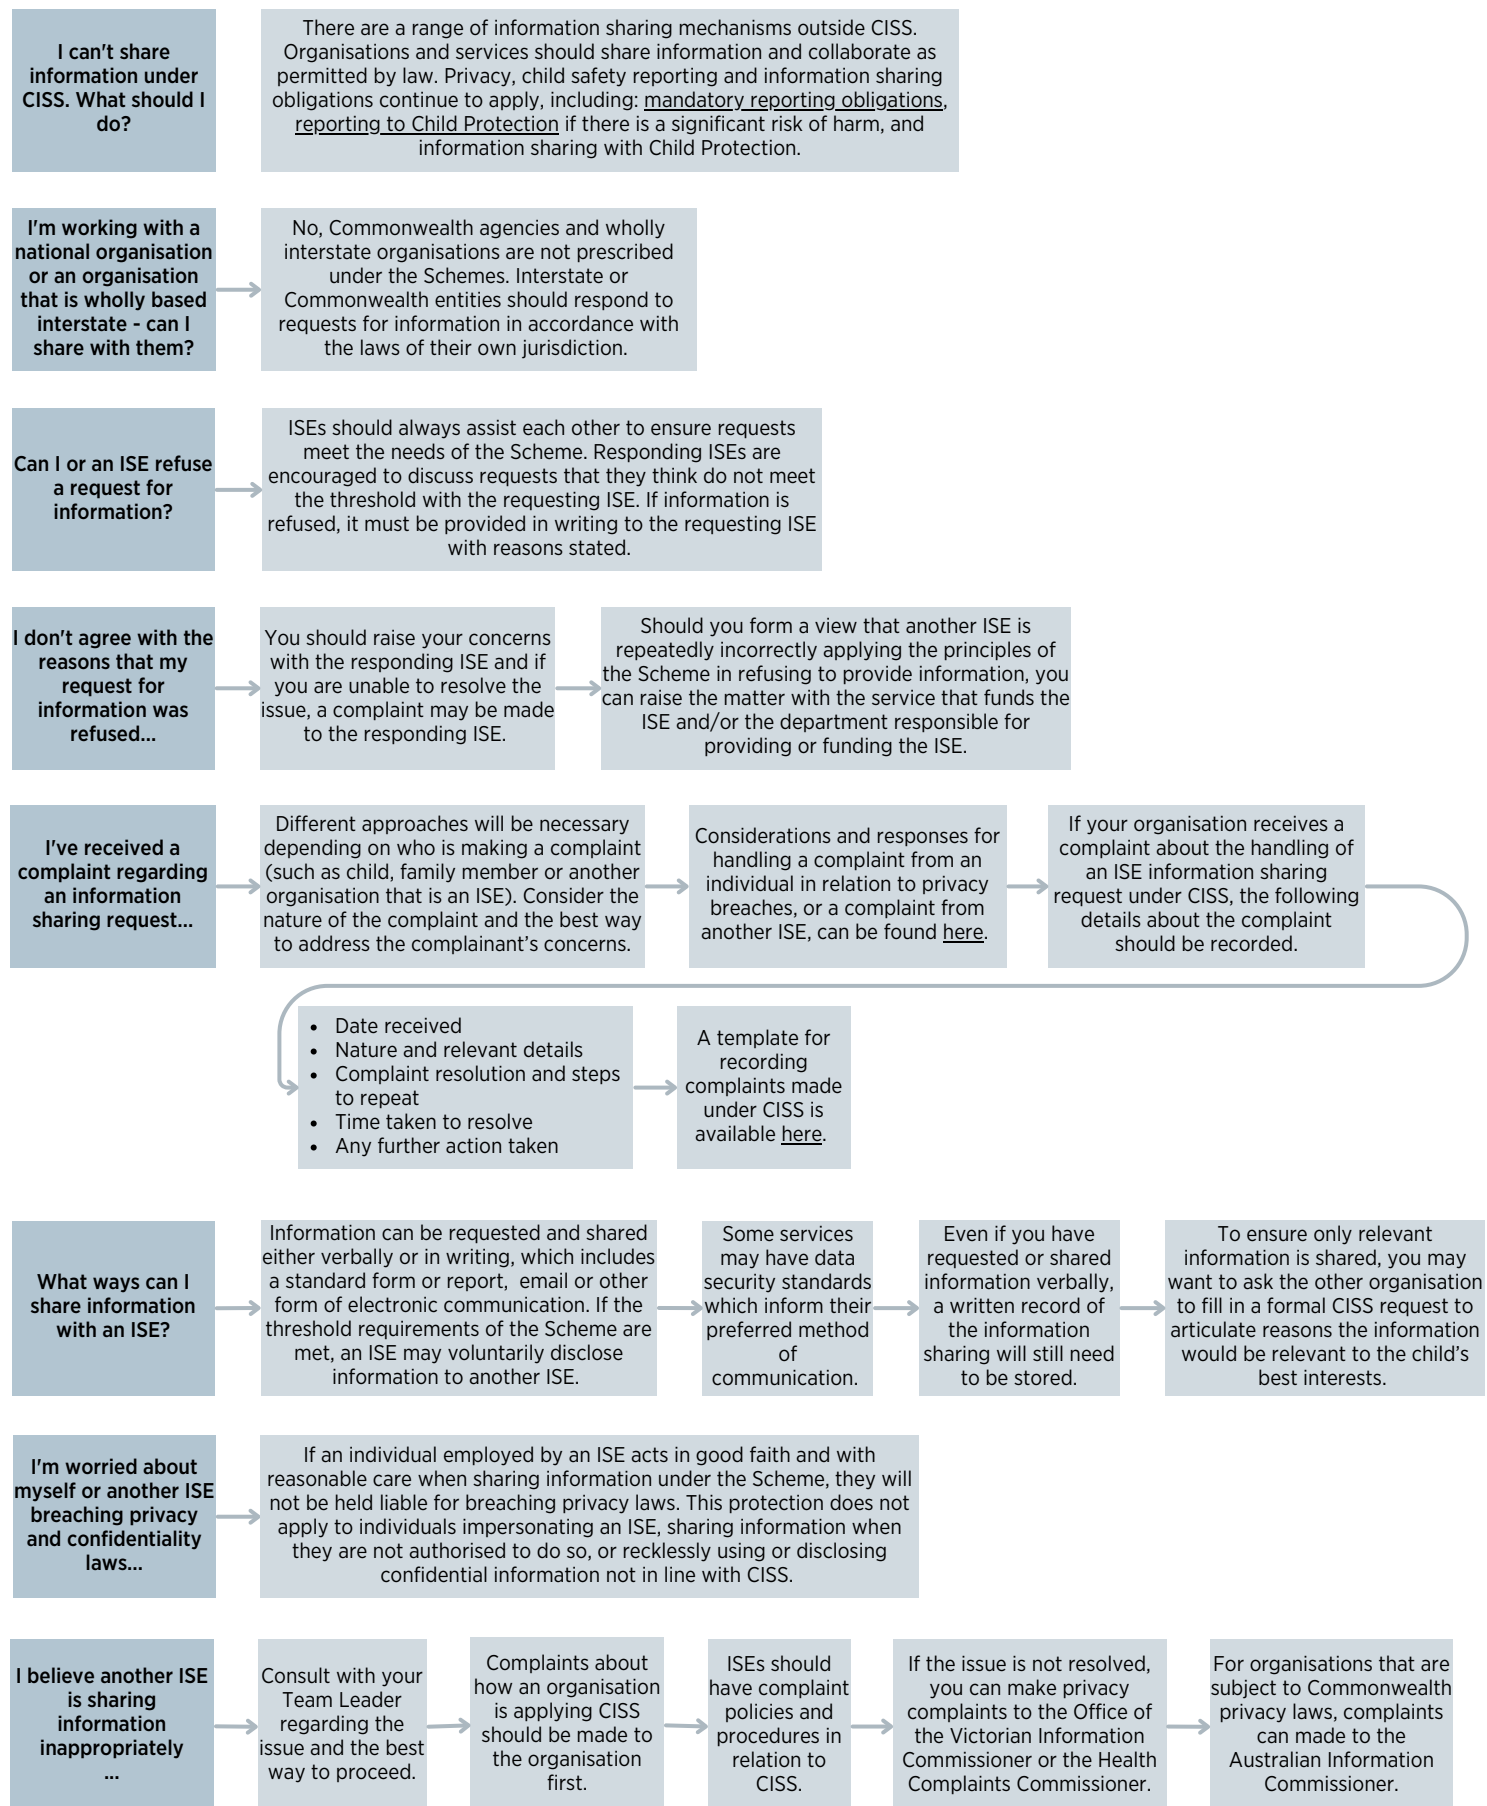 I can't share
information under
CISS. What should I
do?
There are a range of information sharing mechanisms outside CISS.
Organisations and services should share information and collaborate as
permitted by law. Privacy, child safety reporting and information sharing
obligations continue to apply, including: mandatory reporting obligations,
reporting to Child Protection if there is a significant risk of harm, and
information sharing with Child Protection.
I'm working with a
national organisation
or an organisation
that is wholly based
interstate - can I
share with them?
No, Commonwealth agencies and wholly
interstate organisations are not prescribed
under the Schemes. Interstate or
Commonwealth entities should respond to
requests for information in accordance with
the laws of their own jurisdiction.
Can I or an ISE refuse
a request for
information?
ISEs should always assist each other to ensure requests
meet the needs of the Scheme. Responding ISEs are
encouraged to discuss requests that they think do not meet
the threshold with the requesting ISE. If information is
refused, it must be provided in writing to the requesting ISE
with reasons stated.
I don't agree with the
reasons that my
request for
information was
refused...
You should raise your concerns
with the responding ISE and if
you are unable to resolve the
issue, a complaint may be made
to the responding ISE.
Should you form a view that another ISE is
repeatedly incorrectly applying the principles of
the Scheme in refusing to provide information, you
can raise the matter with the service that funds the
ISE and/or the department responsible for
providing or funding the ISE.
I've received a
complaint regarding
an information
sharing request...
Different approaches will be necessary
depending on who is making a complaint
(such as child, family member or another
organisation that is an ISE). Consider the
nature of the complaint and the best way
to address the complainant's concerns.
Considerations and responses for
handling a complaint from an
individual in relation to privacy
breaches, or a complaint from
another ISE, can be found here.
If your organisation receives a
complaint about the handling of
an ISE information sharing
request under CISS, the following
details about the complaint
should be recorded.
• Date received
• Nature and relevant details
• Complaint resolution and steps
to repeat
• Time taken to resolve
• Any further action taken
A template for
recording
complaints made
under CISS is
available here.
What ways can I
share information
with an ISE?
Information can be requested and shared
either verbally or in writing, which includes
a standard form or report, email or other
form of electronic communication. If the
threshold requirements of the Scheme are
met, an ISE may voluntarily disclose
information to another ISE.
Some services
may have data
security standards
which inform their
preferred method
of
communication.
Even if you have
requested or shared
information verbally,
a written record of
the information
sharing will still need
to be stored.
To ensure only relevant
information is shared, you may
want to ask the other organisation
to fill in a formal CISS request to
articulate reasons the information
would be relevant to the child's
best interests.
I'm worried about
myself or another ISE
breaching privacy
and confidentiality
laws...
If an individual employed by an ISE acts in good faith and with
reasonable care when sharing information under the Scheme, they will
not be held liable for breaching privacy laws. This protection does not
apply to individuals impersonating an ISE, sharing information when
they are not authorised to do so, or recklessly using or disclosing
confidential information not in line with CISS.
I believe another ISE
is sharing
information
inappropriately
...
Consult with your
Team Leader
regarding the
issue and the best
way to proceed.
Complaints about
how an organisation
is applying CISS
should be made to
the organisation
first.
ISEs should
have complaint
policies and
procedures in
relation to
CISS.
If the issue is not resolved,
you can make privacy
complaints to the Office of
the Victorian Information
Commissioner or the Health
Complaints Commissioner.
For organisations that are
subject to Commonwealth
privacy laws, complaints
can made to the
Australian Information
Commissioner.